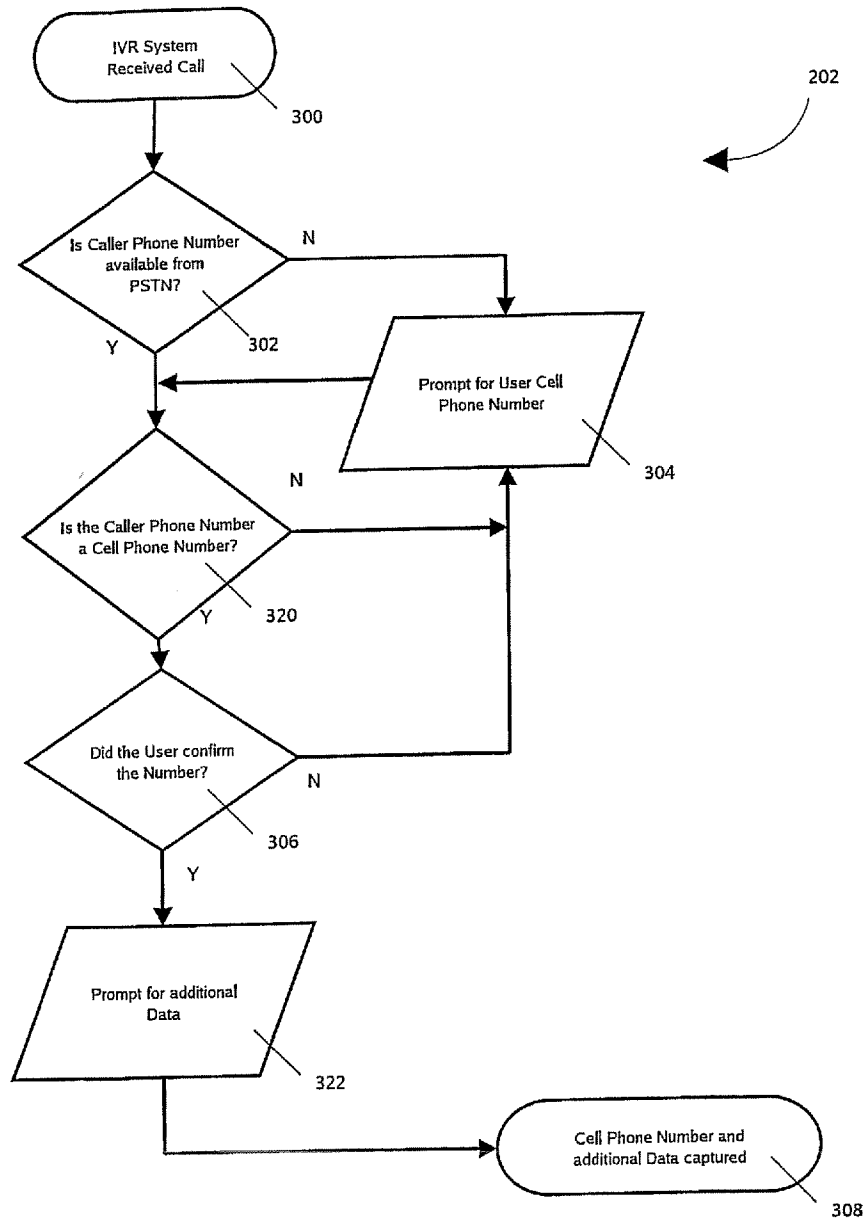 IVR System
Received Call
300
202
Is Caller Phone Number
available from
PSTN?
302
N
Y
Prompt for User Cell
Phone Number
304
Is the Caller Phone Number
a Cell Phone Number?
320
N
Y
Did the User confirm
the Number?
306
N
Y
Prompt for additional
Data
322
Cell Phone Number and
additional Data captured
308